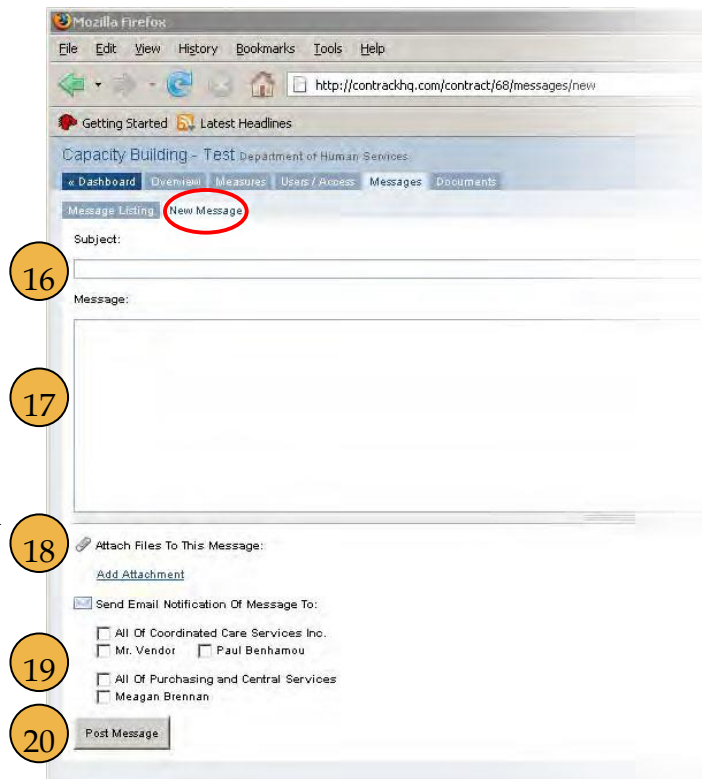 Mozilla Firefox
File Edit View History Bookmarks Tools Help
http://contrackhq.com/contract/68/messages/new
Getting Started Latest Headlines
Capacity Building - Test Department of Human Services
« Dashboard Overview Measures Users / Access Messages Documents
Message Listing New Message
Subject:
16
Message:
17
18 Attach Files To This Message:
Add Attachment
Send Email Notification Of Message To:
All Of Coordinated Care Services Inc.
Mr. Vendor Paul Benhamou
19 All Of Purchasing and Central Services
Meagan Brennan
20 Post Message